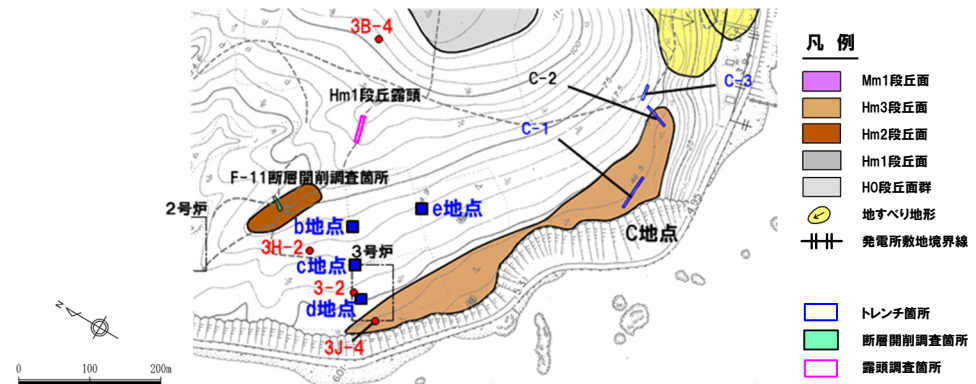 3B-4
C-2
C-3
Hm1段丘露頭
C-1
F-11断層開削調査箇所
2号炉
e地点
b地点
C地点
3H-2
3号炉
c地点
3-2
d地点
3J-4
N
0 100 200m
凡 例
Mm1段丘面
Hm3段丘面
Hm2段丘面
Hm1段丘面
H0段丘面群
地すべり地形
発電所敷地境界線
トレンチ箇所
断層開削調査箇所
露頭調査箇所